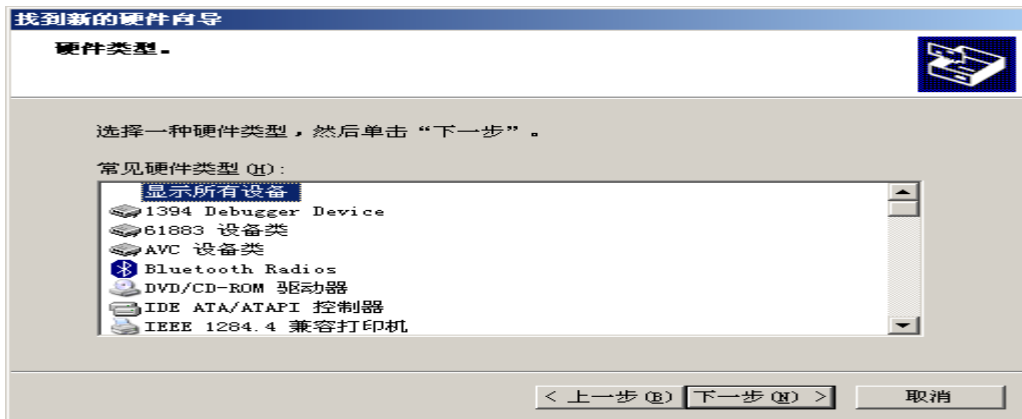 找到新的硬件向导
硬件类型。
选择一种硬件类型，然后单击“下一步”。
常见硬件类型(H)：
显示所有设备
1394 Debugger Device
61883 设备类
AVC 设备类
Bluetooth Radios
DVD/CD-ROM 驱动器
IDE ATA/ATAPI 控制器
IEEE 1284.4 兼容打印机
< 上一步(B) 下一步(N) > 取消